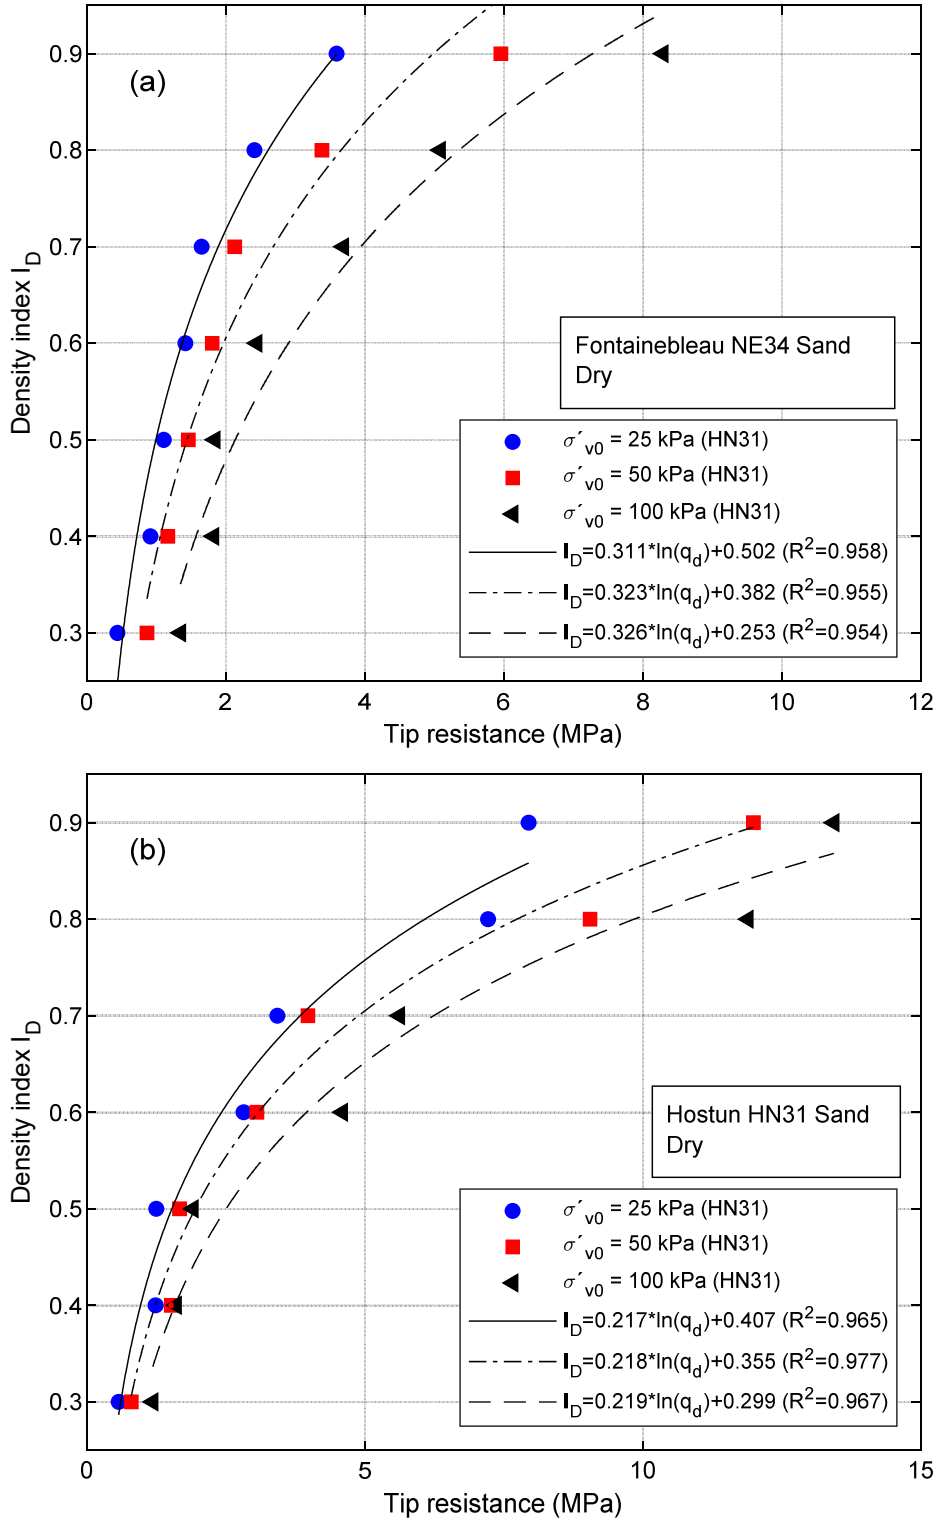 (a)
0.9
0.8
0.7
0.6
0.5
0.4
0.3
Density index I_D
Fontainebleau NE34 Sand
Dry
σ´v0 = 25 kPa (HN31)
σ´v0 = 50 kPa (HN31)
σ´v0 = 100 kPa (HN31)
I_D=0.311*ln(q_d)+0.502 (R²=0.958)
I_D=0.323*ln(q_d)+0.382 (R²=0.955)
I_D=0.326*ln(q_d)+0.253 (R²=0.954)
0 2 4 6 8 10 12
Tip resistance (MPa)
(b)
0.9
0.8
0.7
0.6
0.5
0.4
0.3
Density index I_D
Hostun HN31 Sand
Dry
σ´v0 = 25 kPa (HN31)
σ´v0 = 50 kPa (HN31)
σ´v0 = 100 kPa (HN31)
I_D=0.217*ln(q_d)+0.407 (R²=0.965)
I_D=0.218*ln(q_d)+0.355 (R²=0.977)
I_D=0.219*ln(q_d)+0.299 (R²=0.967)
0 5 10 15
Tip resistance (MPa)